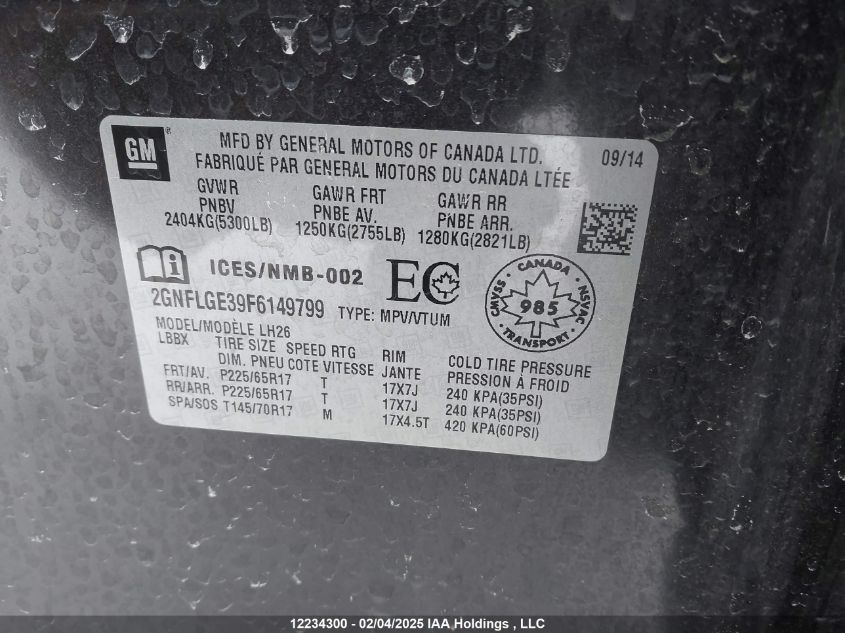 GM®
MFD BY GENERAL MOTORS OF CANADA LTD. 09/14
FABRIQUÉ PAR GENERAL MOTORS DU CANADA LTÉE
GVWR GAWR FRT GAWR RR
PNBV PNBE AV. PNBE ARR.
2404KG(5300LB) 1250KG(2755LB) 1280KG(2821LB)
ICES/NMB-002 EC
CANADA
CMVSS 985 NSVAC
TRANSPORT
2GNFLGE39F6149799 TYPE: MPV/VTUM
MODEL/MODÈLE LH26
LBBX TIRE SIZE SPEED RTG RIM COLD TIRE PRESSURE
DIM. PNEU COTE VITESSE JANTE PRESSION À FROID
FRT/AV. P225/65R17 T 17X7J 240 KPA(35PSI)
RR/ARR. P225/65R17 T 17X7J 240 KPA(35PSI)
SPA/SOS T145/70R17 M 17X4.5T 420 KPA(60PSI)
12234300 - 02/04/2025 IAA Holdings , LLC